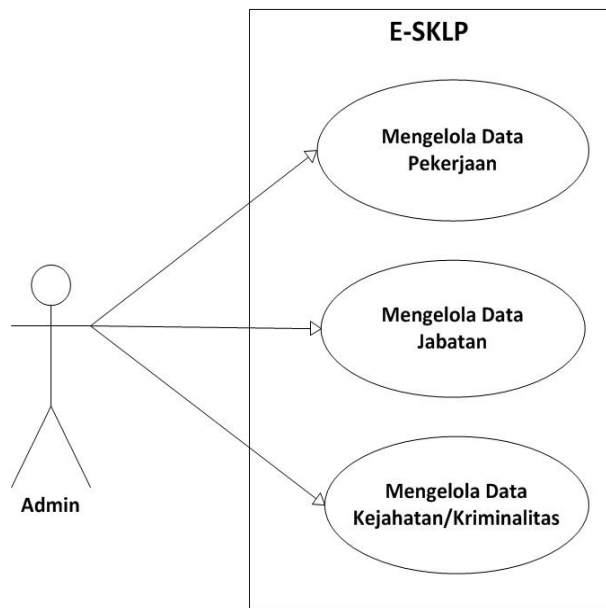 E-SKLP
Mengelola Data
Pekerjaan
Mengelola Data
Jabatan
Mengelola Data
Kejahatan/Kriminalitas
Admin